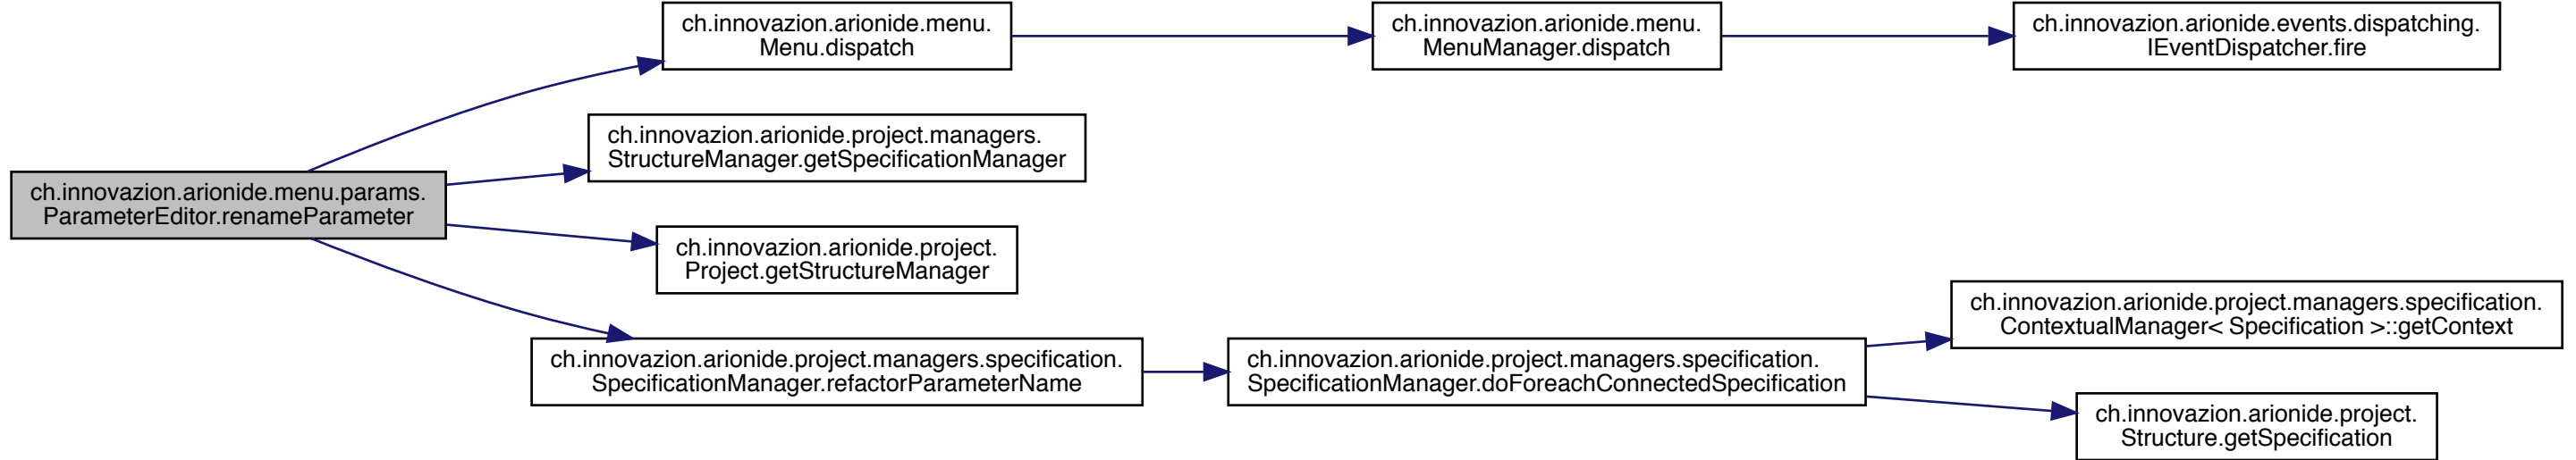 ch.innovazion.arionide.menu.params.
ParameterEditor.renameParameter
ch.innovazion.arionide.menu.
Menu.dispatch
ch.innovazion.arionide.menu.
MenuManager.dispatch
ch.innovazion.arionide.events.dispatching.
IEventDispatcher.fire
ch.innovazion.arionide.project.managers.
StructureManager.getSpecificationManager
ch.innovazion.arionide.project.
Project.getStructureManager
ch.innovazion.arionide.project.managers.specification.
SpecificationManager.refactorParameterName
ch.innovazion.arionide.project.managers.specification.
SpecificationManager.doForeachConnectedSpecification
ch.innovazion.arionide.project.managers.specification.
ContextualManager< Specification >::getContext
ch.innovazion.arionide.project.
Structure.getSpecification